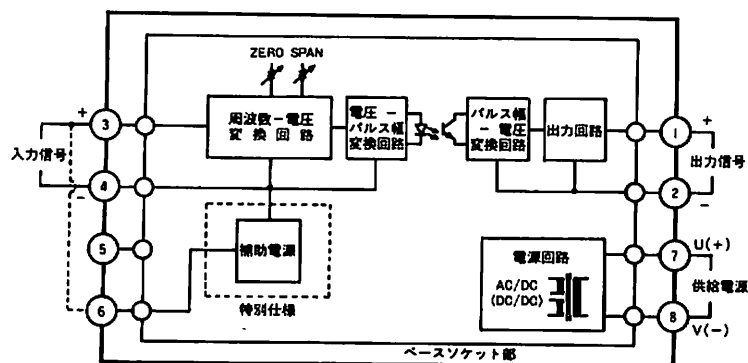 ZERO SPAN
周波数－電圧
変換回路
電圧－
パルス幅
変換回路
パルス幅
－電圧
変換回路
出力回路
+
3
入力信号
4
−
5
6
補助電源
特別仕様
+
1
出力信号
2
−
電源回路
AC/DC
(DC/DC)
7
U(+)
供給電源
8
V(−)
ベースソケット部